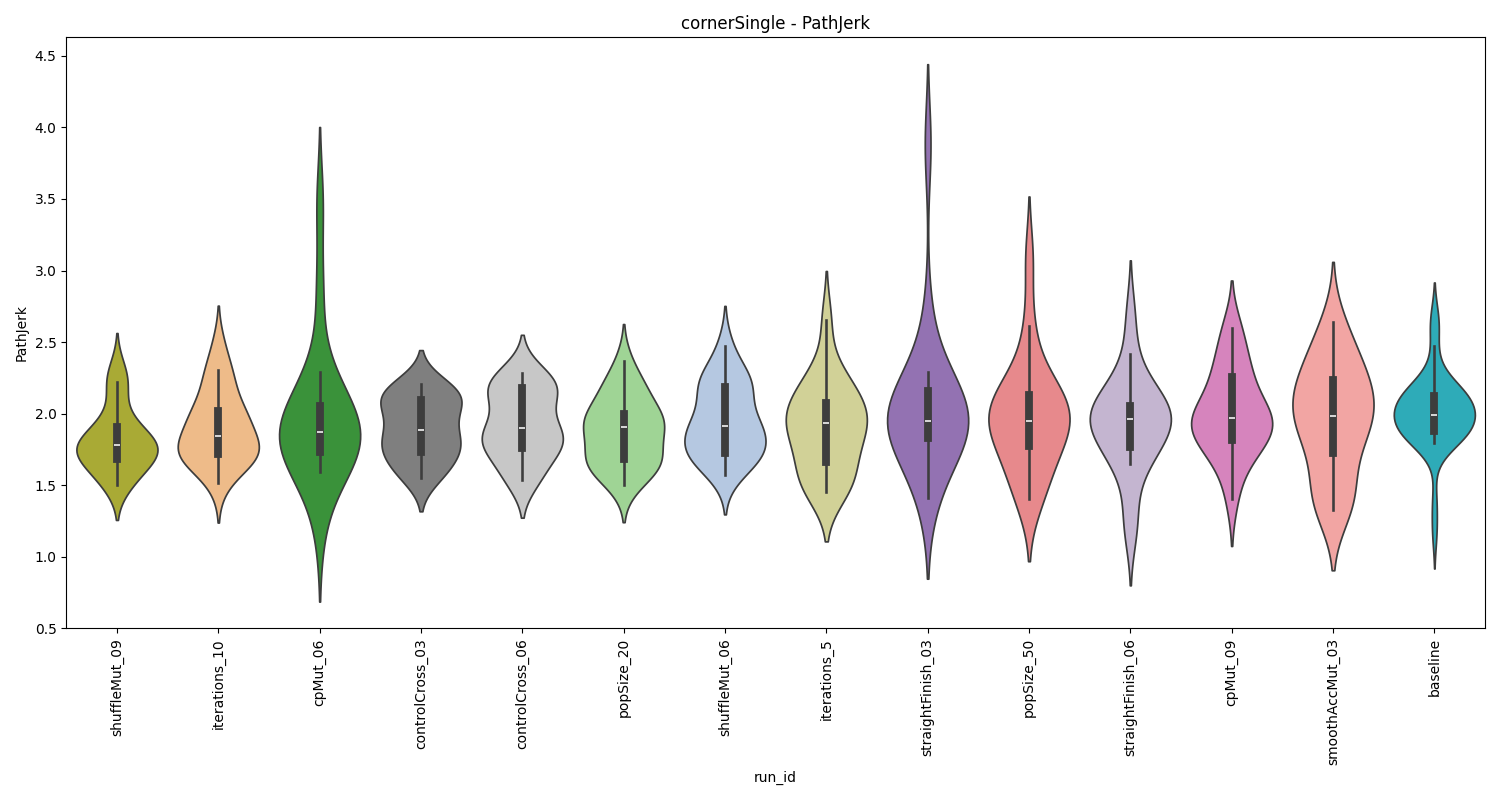 cornerSingle - PathJerk
PathJerk
4.5
4.0
3.5
3.0
2.5
2.0
1.5
1.0
0.5
shuffleMut_09
iterations_10
cpMut_06
controlCross_03
controlCross_06
popSize_20
shuffleMut_06
iterations_5
straightFinish_03
popSize_50
straightFinish_06
cpMut_09
smoothAccMut_03
baseline
run_id